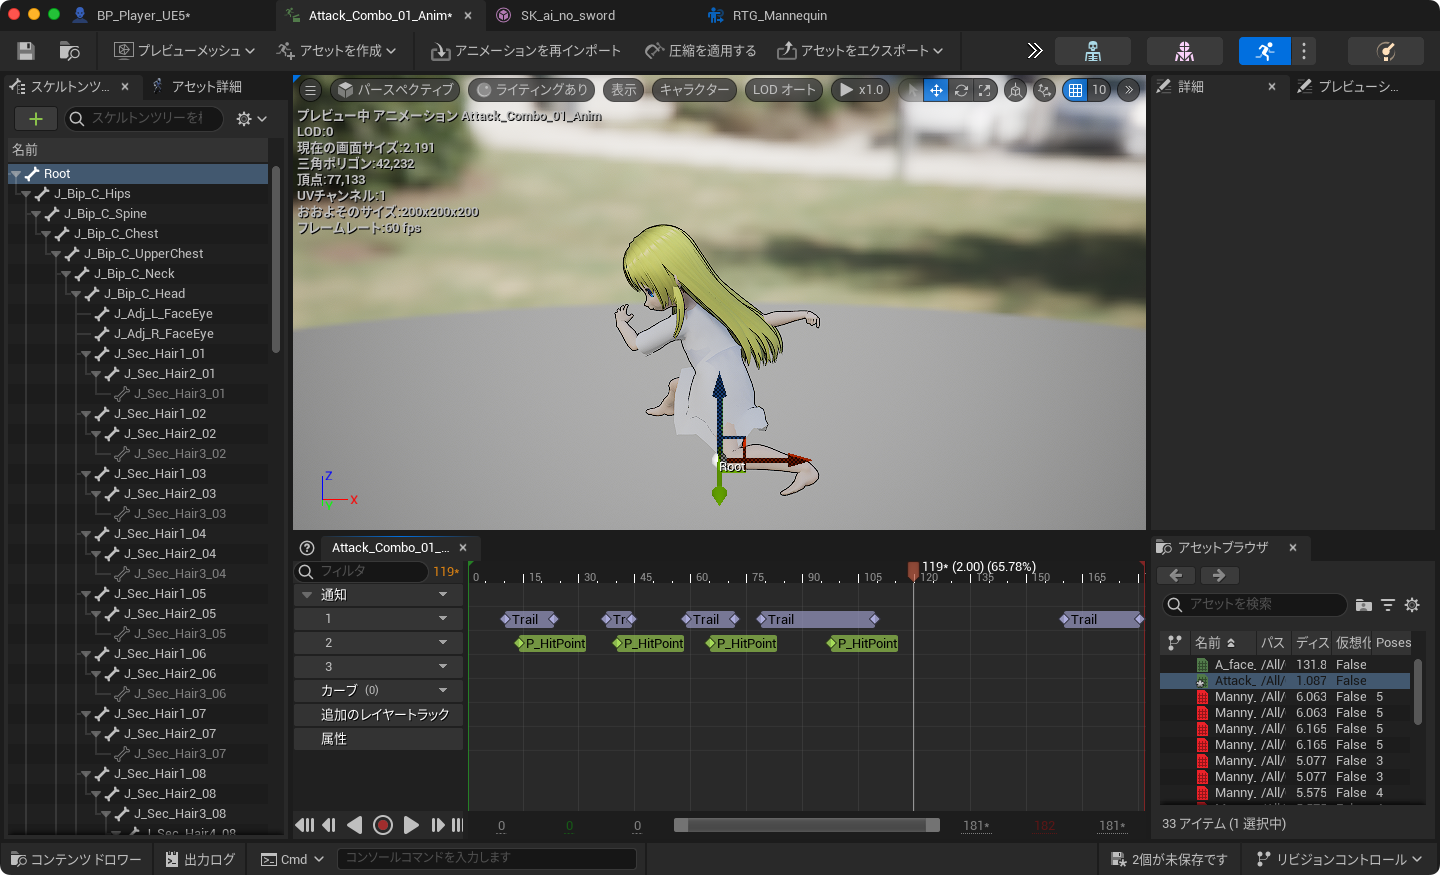 BP_Player_UE5*
Attack_Combo_01_Anim*
SK_ai_no_sword
RTG_Mannequin
プレビューメッシュ
アセットを作成
アニメーションを再インポート
圧縮を適用する
アセットをエクスポート
スケルトンツ...
アセット詳細
スケルトンツリーを
名前
Root
J_Bip_C_Hips
J_Bip_C_Spine
J_Bip_C_Chest
J_Bip_C_UpperChest
J_Bip_C_Neck
J_Bip_C_Head
J_Adj_L_FaceEye
J_Adj_R_FaceEye
J_Sec_Hair1_01
J_Sec_Hair2_01
J_Sec_Hair3_01
J_Sec_Hair1_02
J_Sec_Hair2_02
J_Sec_Hair3_02
J_Sec_Hair1_03
J_Sec_Hair2_03
J_Sec_Hair3_03
J_Sec_Hair1_04
J_Sec_Hair2_04
J_Sec_Hair3_04
J_Sec_Hair1_05
J_Sec_Hair2_05
J_Sec_Hair3_05
J_Sec_Hair1_06
J_Sec_Hair2_06
J_Sec_Hair3_06
J_Sec_Hair1_07
J_Sec_Hair2_07
J_Sec_Hair3_07
J_Sec_Hair1_08
J_Sec_Hair2_08
J_Sec_Hair3_08
J_Sec_Hair4_08
パースペクティブ
ライティングあり
表示
キャラクター
LOD オート
x1.0
10
プレビュー中 アニメーション Attack_Combo_01_Anim
LOD:0
現在の画面サイズ:2.191
三角ポリゴン:42,232
頂点:77,133
UVチャンネル:1
おおよそのサイズ:200x200x200
フレームレート:60 fps
Root
Z
X
詳細
プレビューシ...
Attack_Combo_01_...
フィルタ
119*
0 15 30 45 60 75 90 105 120 135 150 165
119* (2.00) (65.78%)
通知
1
Trail Tr Trail Trail Trail
2
P_HitPoint P_HitPoint P_HitPoint P_HitPoint
3
カーブ (0)
追加のレイヤートラック
属性
0 0 0 181* 182 181*
アセットブラウザ
アセットを検索
名前 パス ディス 仮想化 Poses
A_face_ /All/ 131.8 False
Attack_ /All/ 1.087 False
Manny_ /All/ 6.063 False 5
Manny_ /All/ 6.063 False 5
Manny_ /All/ 6.165 False 5
Manny_ /All/ 6.165 False 5
Manny_ /All/ 5.077 False 3
Manny_ /All/ 5.077 False 3
Manny_ /All/ 5.575 False 4
33 アイテム (1 選択中)
コンテンツ ドロワー
出力ログ
Cmd
コンソールコマンドを入力します
2個が未保存です
リビジョンコントロール